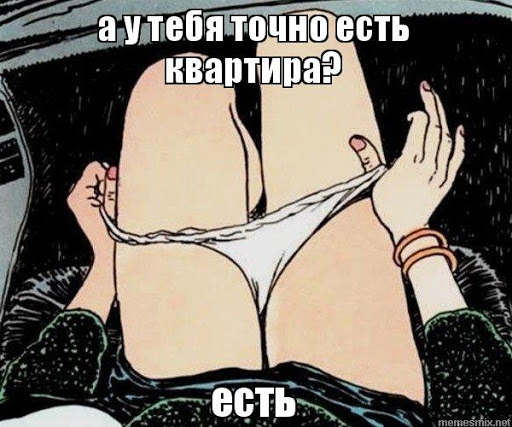 а у тебя точно есть
квартира?
есть
memesmix.net